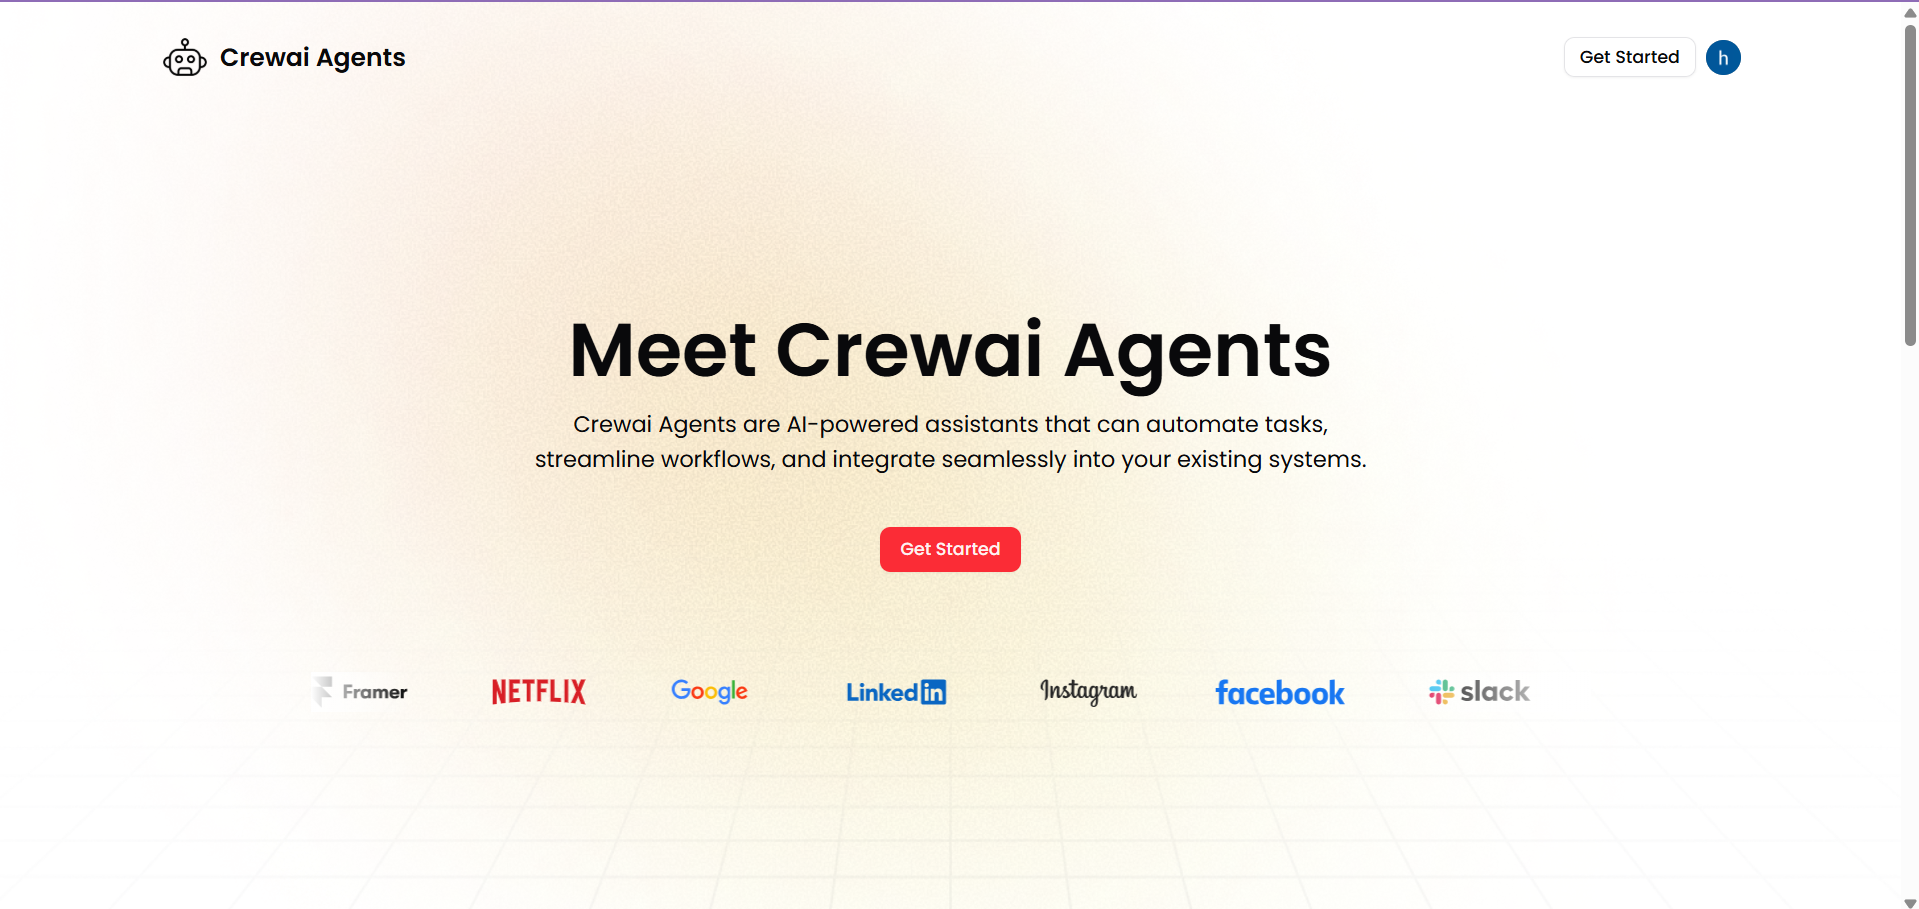 Crewai Agents
Get Started
h
Meet Crewai Agents
Crewai Agents are AI-powered assistants that can automate tasks,
streamline workflows, and integrate seamlessly into your existing systems.
Get Started
Framer
NETFLIX
Google
Linkedin
Instagram
facebook
slack